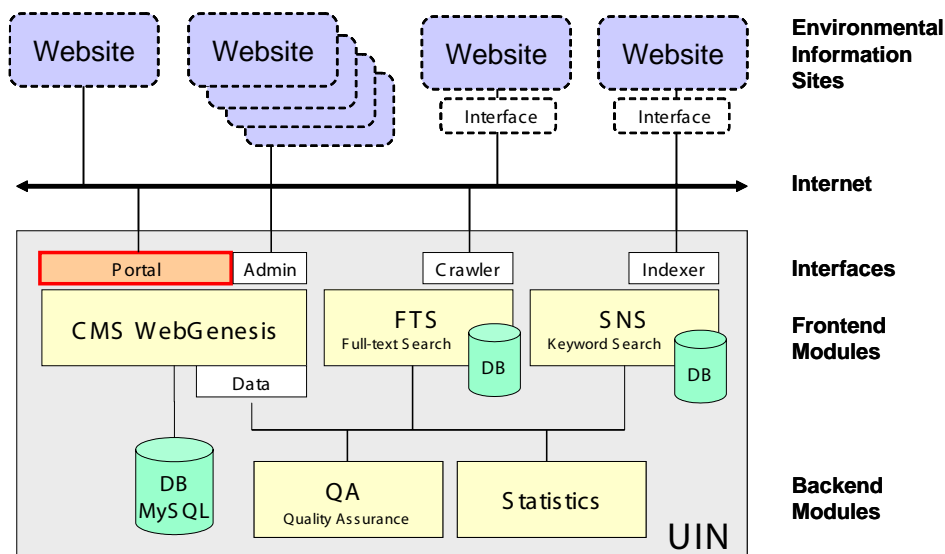 Website
Website
Website
Website
Environmental
Information
Sites
Interface
Interface
Internet
Portal
Admin
Crawler
Indexer
Interfaces
CMS WebGenesis
FTS
Full-text Search
DB
SNS
Keyword Search
DB
Frontend
Modules
Data
DB
MySQL
QA
Quality Assurance
Statistics
Backend
Modules
UIN